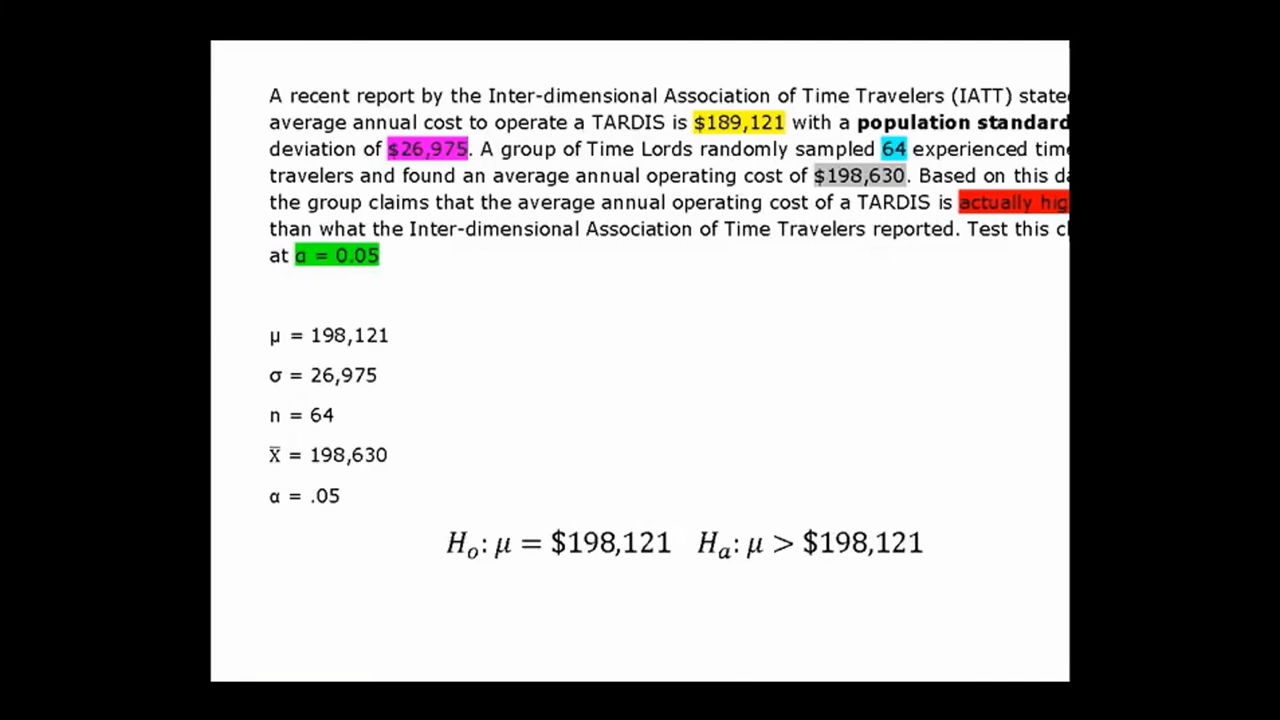 A recent report by the Inter-dimensional Association of Time Travelers (IATT)
average annual cost to operate a TARDIS is $189,121 with a population standard
deviation of $26,975. A group of Time Lords randomly sampled 64 experienced
travelers and found an average annual operating cost of $198,630. Based on this
the group claims that the average annual operating cost of a TARDIS is actually
than what the Inter-dimensional Association of Time Travelers reported. Test this
at α = 0.05
μ = 198,121
σ = 26,975
n = 64
x̅ = 198,630
α = .05
Hₒ: μ = $198,121 Hₐ: μ > $198,121